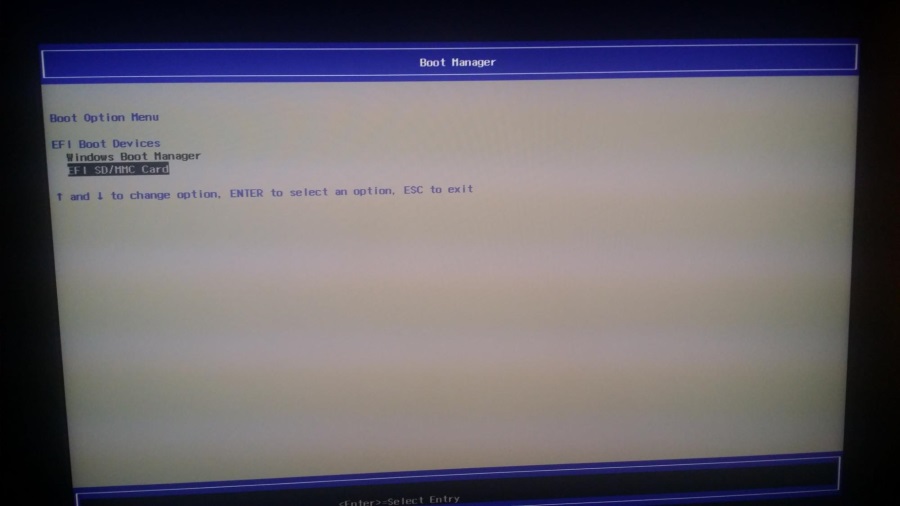 Boot Manager
Boot Option Menu
EFI Boot Devices
Windows Boot Manager
EFI SD/MMC Card
↑ and ↓ to change option, ENTER to select an option, ESC to exit
<Enter>=Select Entry